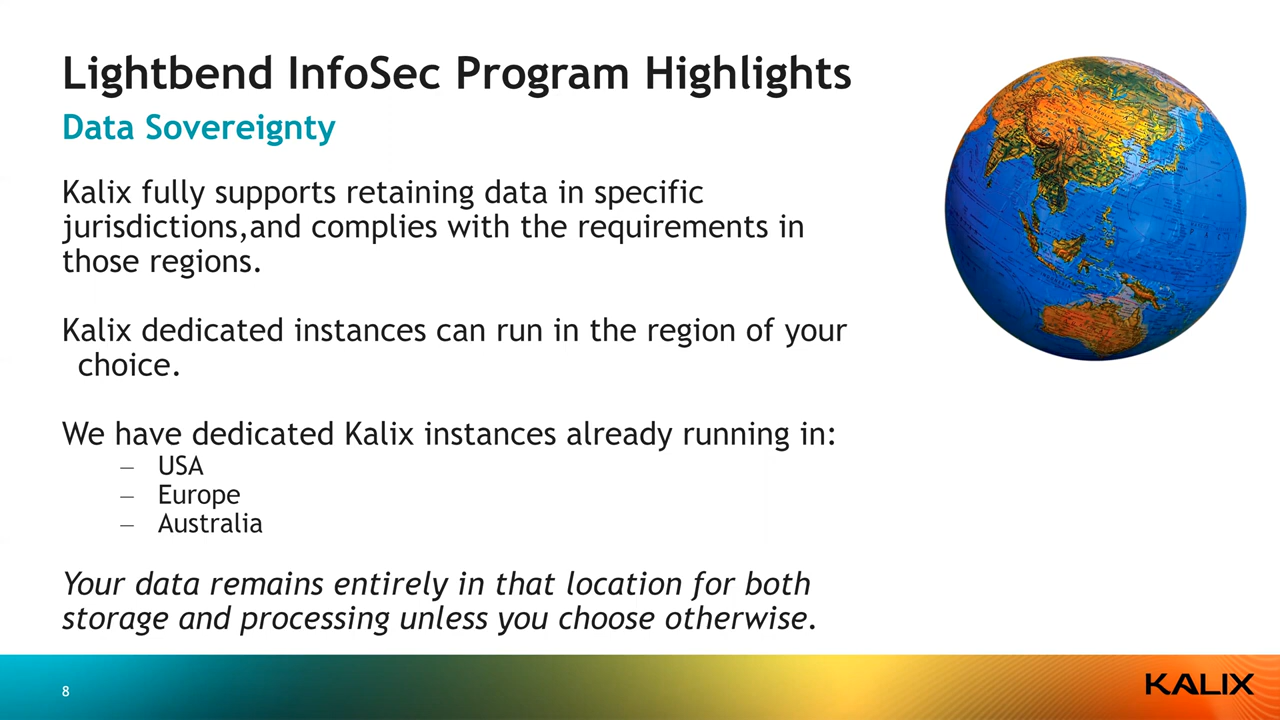 Lightbend InfoSec Program Highlights
Data Sovereignty
Kalix fully supports retaining data in specific
jurisdictions,and complies with the requirements in
those regions.
Kalix dedicated instances can run in the region of your
choice.
We have dedicated Kalix instances already running in:
– USA
– Europe
– Australia
Your data remains entirely in that location for both
storage and processing unless you choose otherwise.
8
KALIX